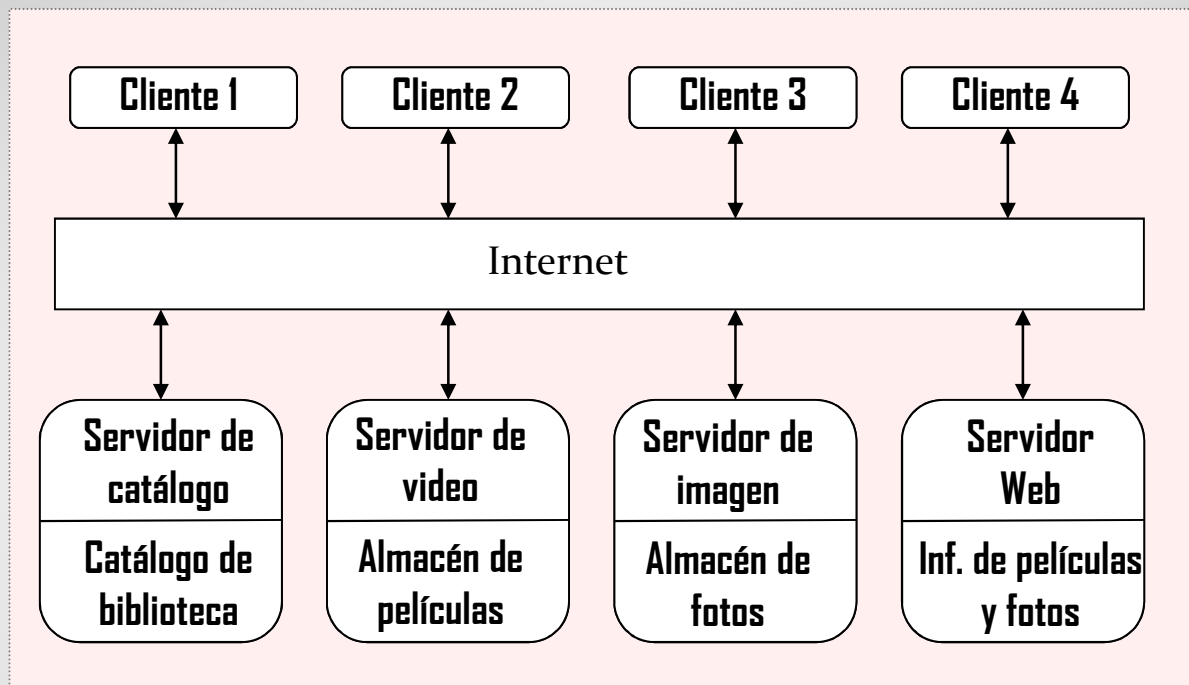 Cliente 1
Cliente 2
Cliente 3
Cliente 4
Internet
Servidor de
catálogo
Catálogo de
biblioteca
Servidor de
video
Almacén de
películas
Servidor de
imagen
Almacén de
fotos
Servidor
Web
Inf. de películas
y fotos